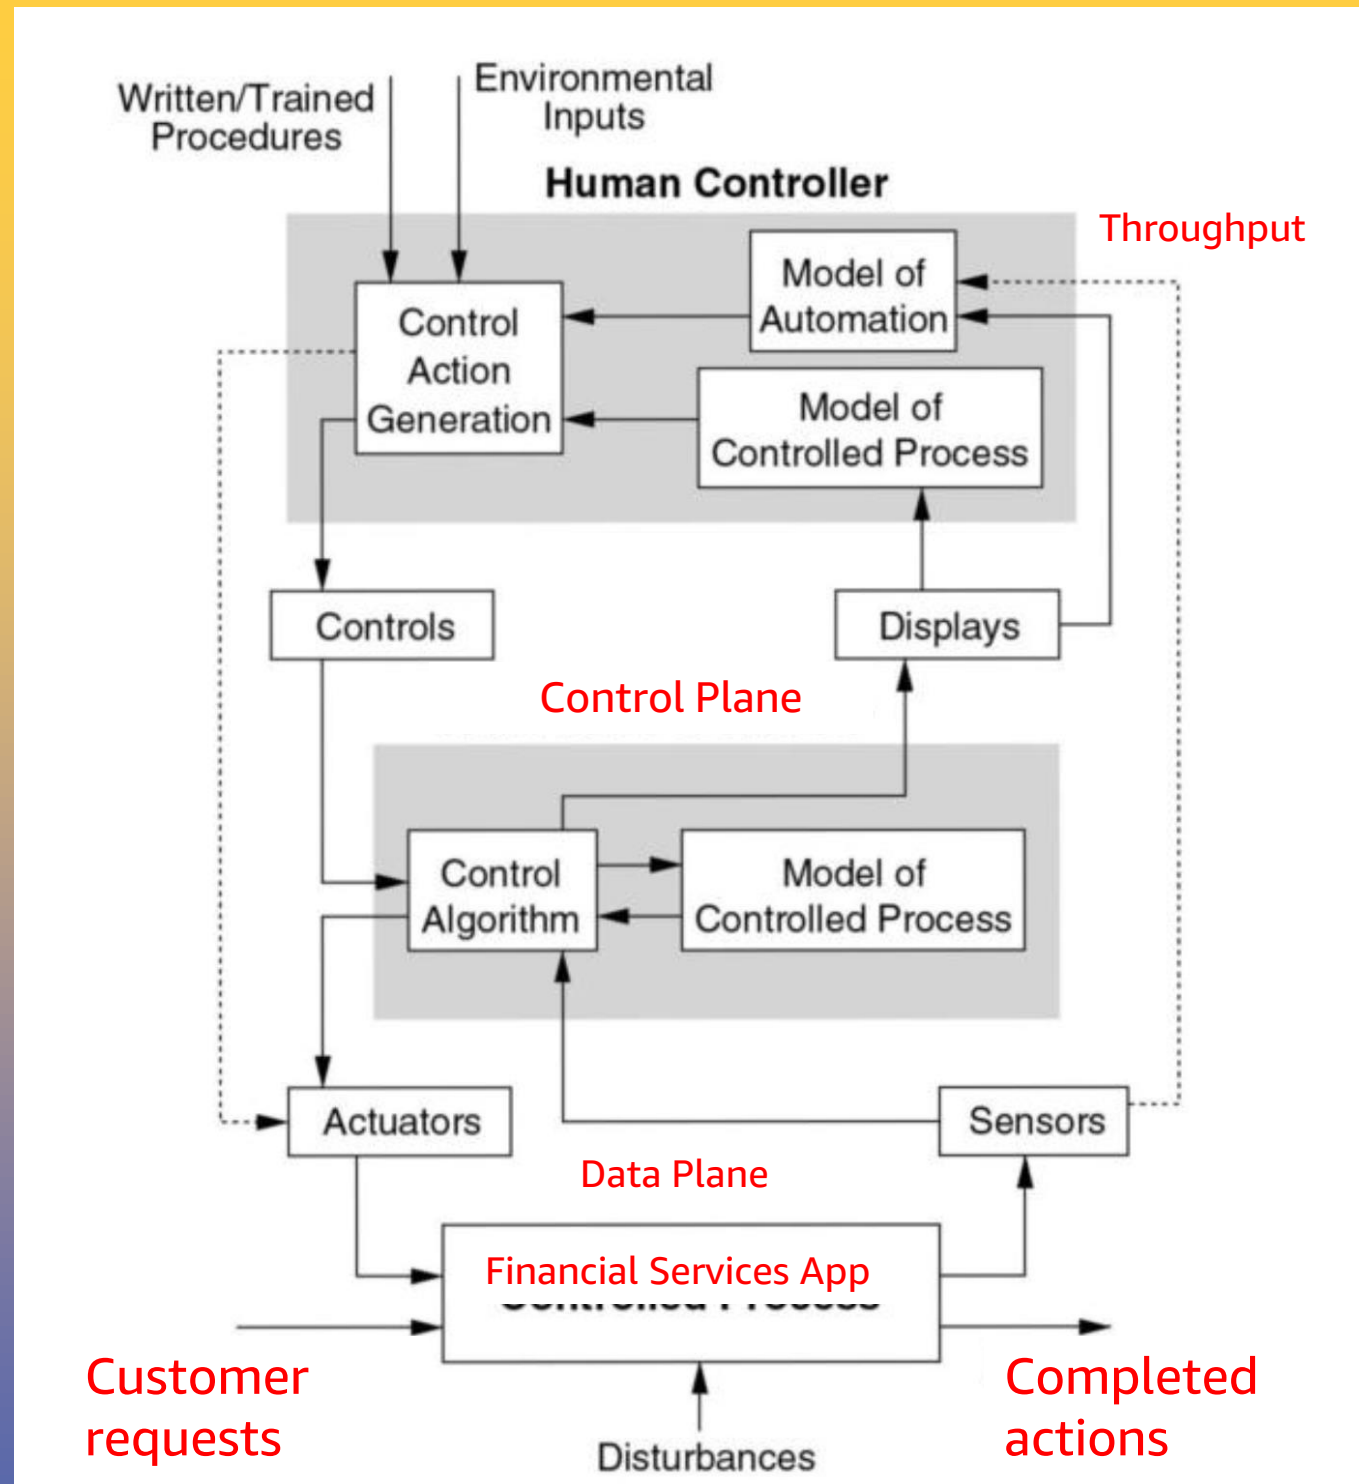 Written/Trained
Procedures
Environmental
Inputs
Human Controller
Throughput
Control
Action
Generation
Model of
Automation
Model of
Controlled Process
Controls
Displays
Control Plane
Control
Algorithm
Model of
Controlled Process
Actuators
Sensors
Data Plane
Financial Services App
Controlled Process
Customer
requests
Completed
actions
Disturbances